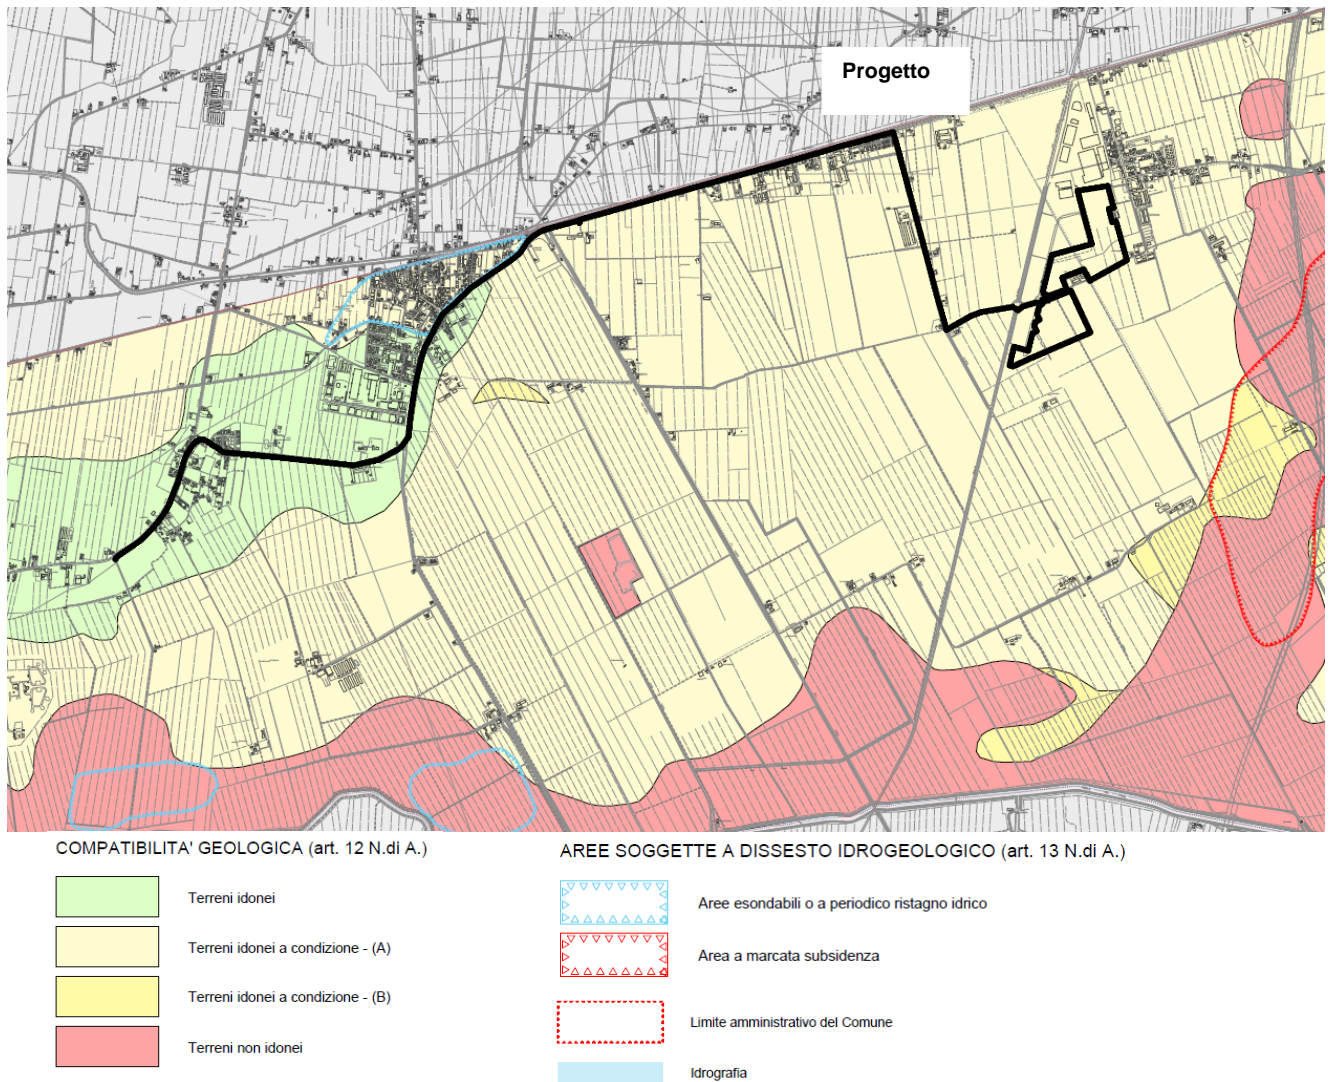 Progetto
COMPATIBILITA' GEOLOGICA (art. 12 N.di A.)
Terreni idonei
Terreni idonei a condizione - (A)
Terreni idonei a condizione - (B)
Terreni non idonei
AREE SOGGETTE A DISSESTO IDROGEOLOGICO (art. 13 N.di A.)
Aree esondabili o a periodico ristagno idrico
Area a marcata subsidenza
Limite amministrativo del Comune
Idrografia